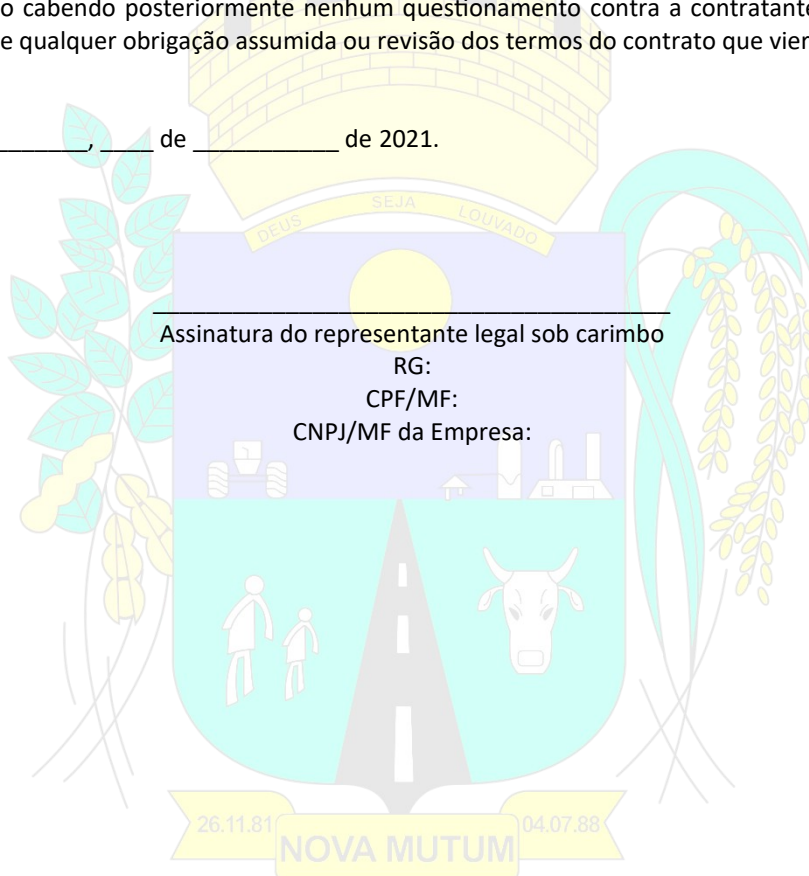 o cabendo posteriormente nenhum questionamento contra a contratante
e qualquer obrigação assumida ou revisão dos termos do contrato que vier
_______, ____ de ___________ de 2021.
DEUS SEJA LOUVADO
_______________________________________
Assinatura do representante legal sob carimbo
RG:
CPF/MF:
CNPJ/MF da Empresa:
26.11.81 04.07.88
NOVA MUTUM